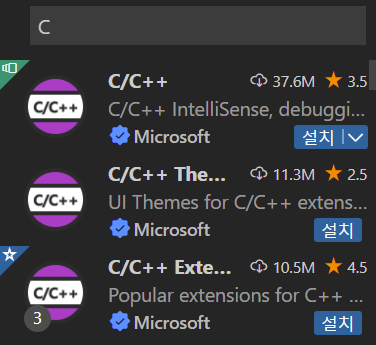 C
C/C++
C/C++ 37.6M ★ 3.5
C/C++ IntelliSense, debuggi...
Microsoft 설치
C/C++
C/C++ The... 11.3M ★ 2.5
UI Themes for C/C++ extens...
Microsoft 설치
C/C++
C/C++ Exte... 10.5M ★ 4.5
Popular extensions for C++ ...
3
Microsoft 설치